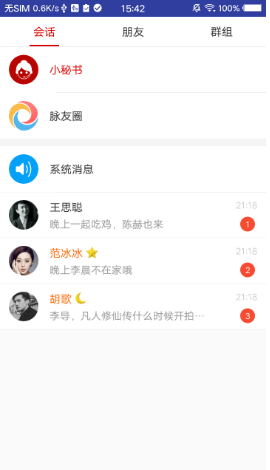 无SIM 0.6K/s 15:42 100%
会话 朋友 群组
小秘书
脉友圈
系统消息
王思聪 21:18
晚上一起吃鸡，陈赫也来 1
范冰冰 21:18
晚上李晨不在家哦 2
胡歌 21:18
李导，凡人修仙传什么时候开拍… 3